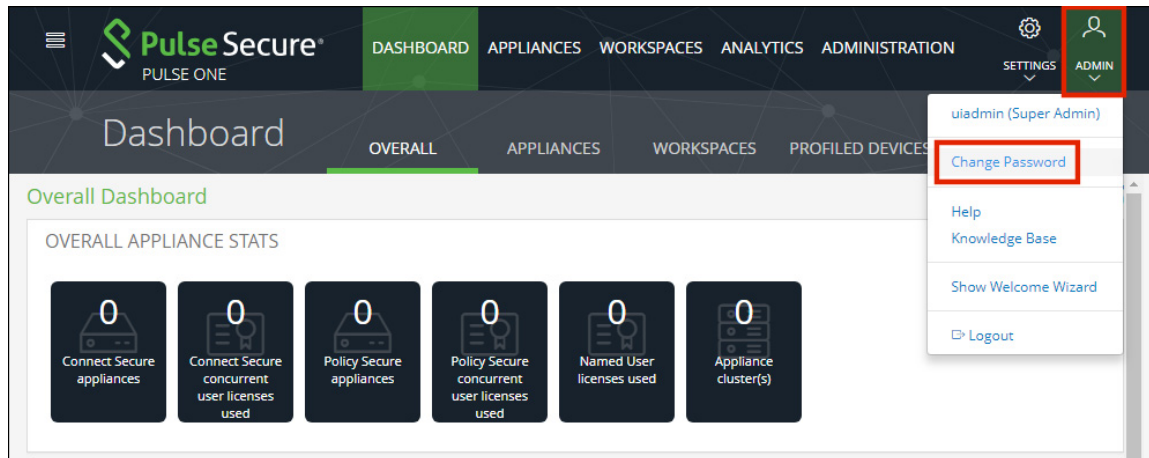 Pulse Secure®
PULSE ONE
DASHBOARD APPLIANCES WORKSPACES ANALYTICS ADMINISTRATION
SETTINGS
ADMIN
Dashboard
OVERALL APPLIANCES WORKSPACES PROFILED DEVICES
uiadmin (Super Admin)
Change Password
Help
Knowledge Base
Show Welcome Wizard
Logout
Overall Dashboard
OVERALL APPLIANCE STATS
0
Connect Secure
appliances
0
Connect Secure
concurrent
user licenses
used
0
Policy Secure
appliances
0
Policy Secure
concurrent
user licenses
used
0
Named User
licenses used
0
Appliance
cluster(s)